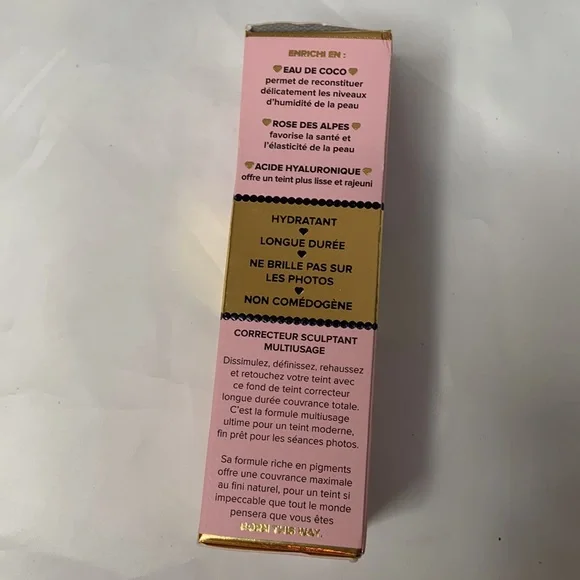 ENRICHI EN :
EAU DE COCO
permet de reconstituer
délicatement les niveaux
d'humidité de la peau
ROSE DES ALPES
favorise la santé et
l'élasticité de la peau
ACIDE HYALURONIQUE
offre un teint plus lisse et rajeuni
HYDRATANT
LONGUE DURÉE
NE BRILLE PAS SUR
LES PHOTOS
NON COMÉDOGÈNE
CORRECTEUR SCULPTANT
MULTIUSAGE
Dissimulez, définissez, rehaussez
et retouchez votre teint avec
ce fond de teint correcteur
longue durée couvrance totale.
C'est la formule multiusage
ultime pour un teint moderne,
fin prêt pour les séances photos.
Sa formule riche en pigments
offre une couvrance maximale
au fini naturel, pour un teint si
impeccable que tout le monde
pensera que vous êtes
BORN THIS WAY.